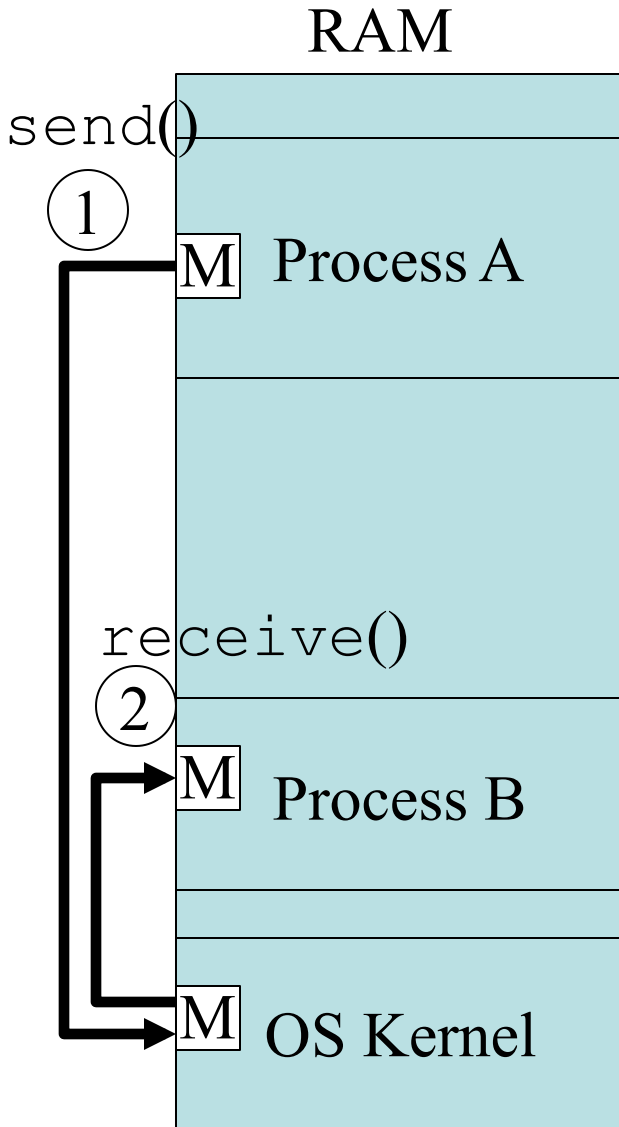 RAM
send()
1
M Process A
receive()
2
M Process B
M OS Kernel